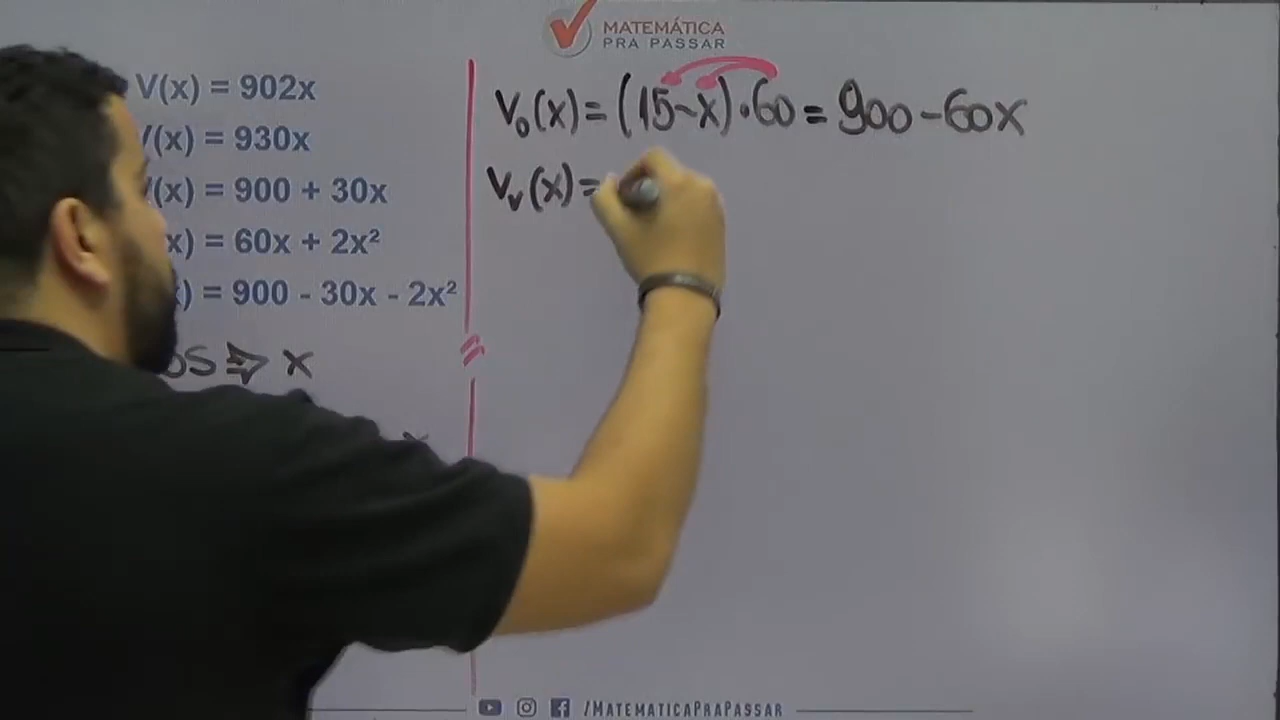 MATEMÁTICA
PRA PASSAR
V(x) = 902x
(x) = 930x
(x) = 900 + 30x
x) = 60x + 2x²
) = 900 - 30x - 2x²
OS ⇒ x
V₀(x) = (15 - x) • 60 = 900 - 60x
Vᵥ(x) =
/MATEMATICAPRAPASSAR